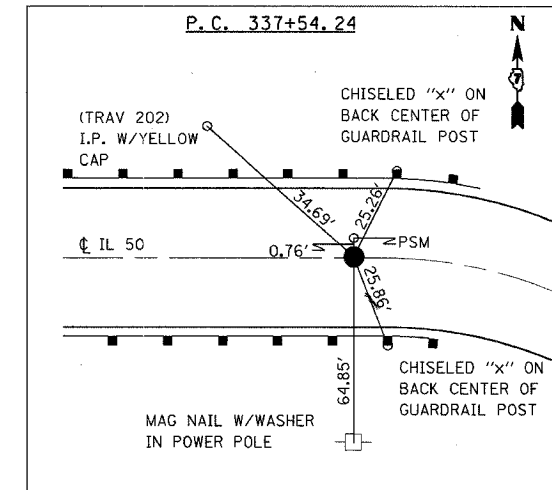 P.C. 337+54.24
N
7
(TRAV 202)
I.P. W/YELLOW
CAP
CHISELED "x" ON
BACK CENTER OF
GUARDRAIL POST
34.69'
25.26'
℄ IL 50
0.76'
PSM
25.86'
64.85'
CHISELED "x" ON
BACK CENTER OF
GUARDRAIL POST
MAG NAIL W/WASHER
IN POWER POLE